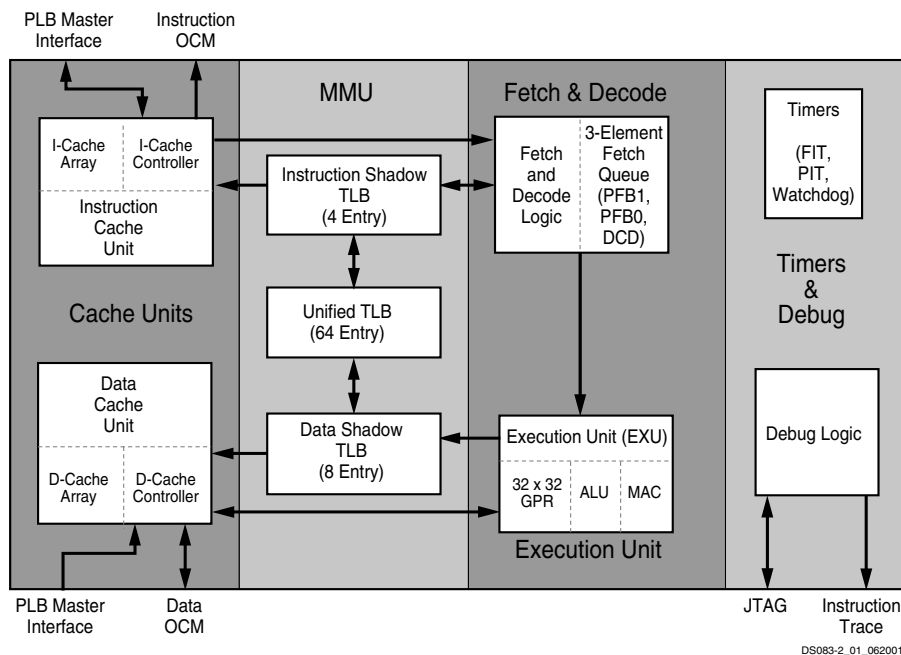 PLB Master
Interface
Instruction
OCM
MMU
Fetch & Decode
I-Cache
Array
I-Cache
Controller
Instruction
Cache
Unit
Instruction Shadow
TLB
(4 Entry)
Fetch
and
Decode
Logic
3-Element
Fetch
Queue
(PFB1,
PFB0,
DCD)
Timers
(FIT,
PIT,
Watchdog)
Cache Units
Unified TLB
(64 Entry)
Timers
&
Debug
Data
Cache
Unit
D-Cache
Array
D-Cache
Controller
Data Shadow
TLB
(8 Entry)
Execution Unit (EXU)
32 x 32
GPR
ALU
MAC
Execution Unit
Debug Logic
PLB Master
Interface
Data
OCM
JTAG
Instruction
Trace
DS083-2_01_062001